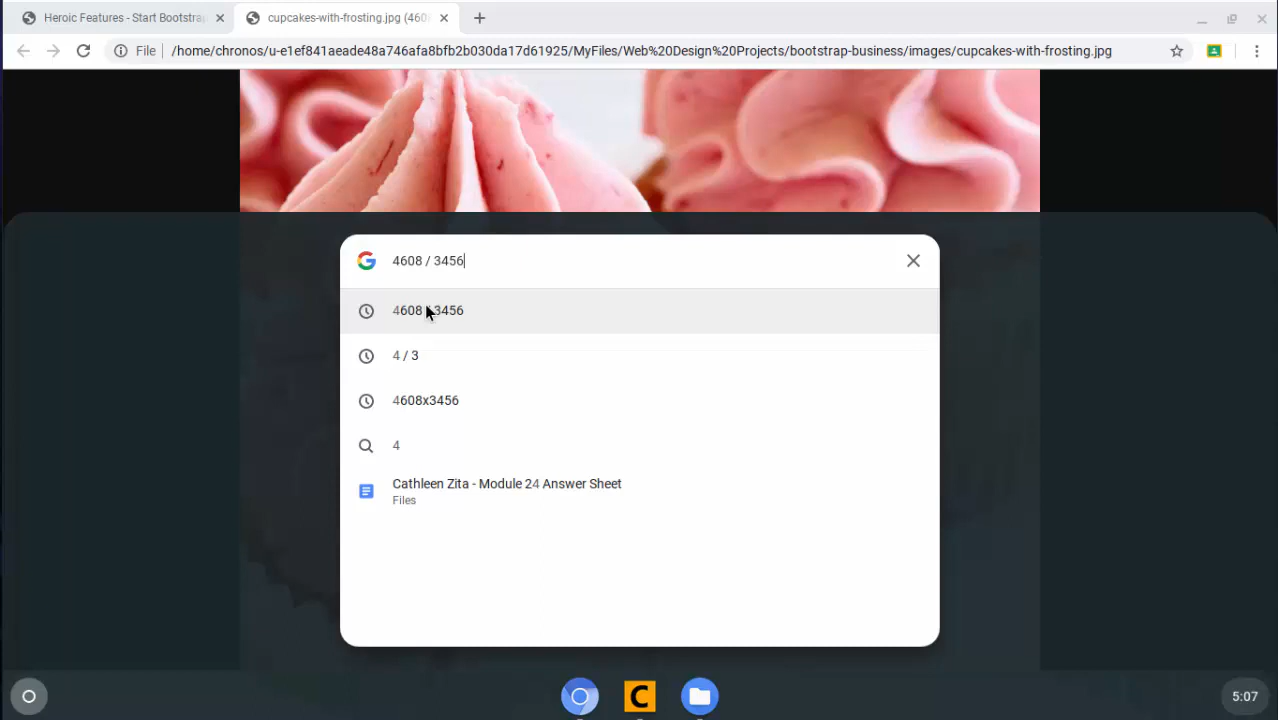 Heroic Features - Start Bootstrap
cupcakes-with-frosting.jpg (460
File /home/chronos/u-e1ef841aeade48a746afa8bfb2b030da17d61925/MyFiles/Web%20Design%20Projects/bootstrap-business/images/cupcakes-with-frosting.jpg
4608 / 3456
4608 / 3456
4 / 3
4608x3456
4
Cathleen Zita - Module 24 Answer Sheet
Files
C
5:07